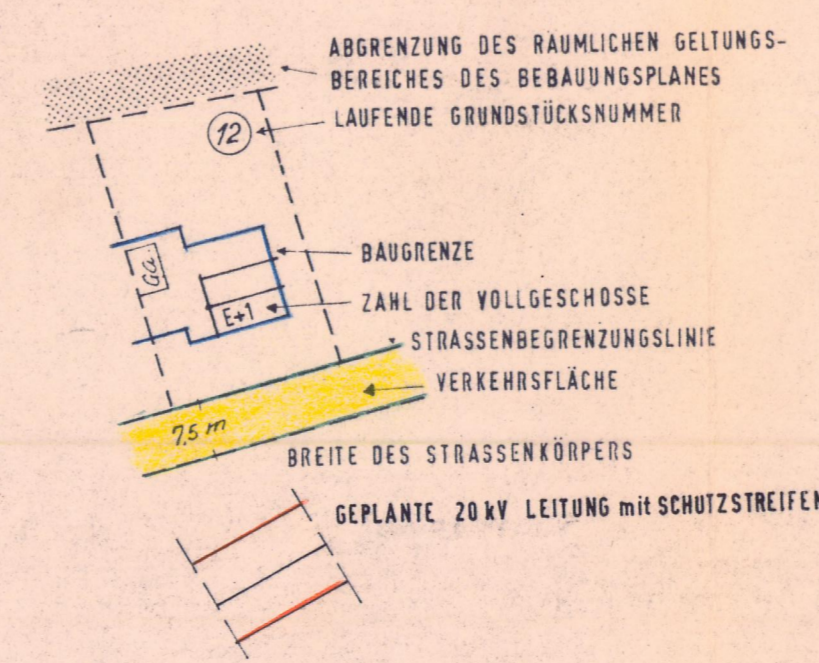 ABGRENZUNG DES RÄUMLICHEN GELTUNGS-
BEREICHES DES BEBAUUNGSPLANES
LAUFENDE GRUNDSTÜCKSNUMMER
12
BAUGRENZE
Ga.
ZAHL DER VOLLGESCHOSSE
E+1
STRASSENBEGRENZUNGSLINIE
VERKEHRSFLÄCHE
7,5 m
BREITE DES STRASSENKÖRPERS
GEPLANTE 20 kV LEITUNG mit SCHUTZSTREIFEN